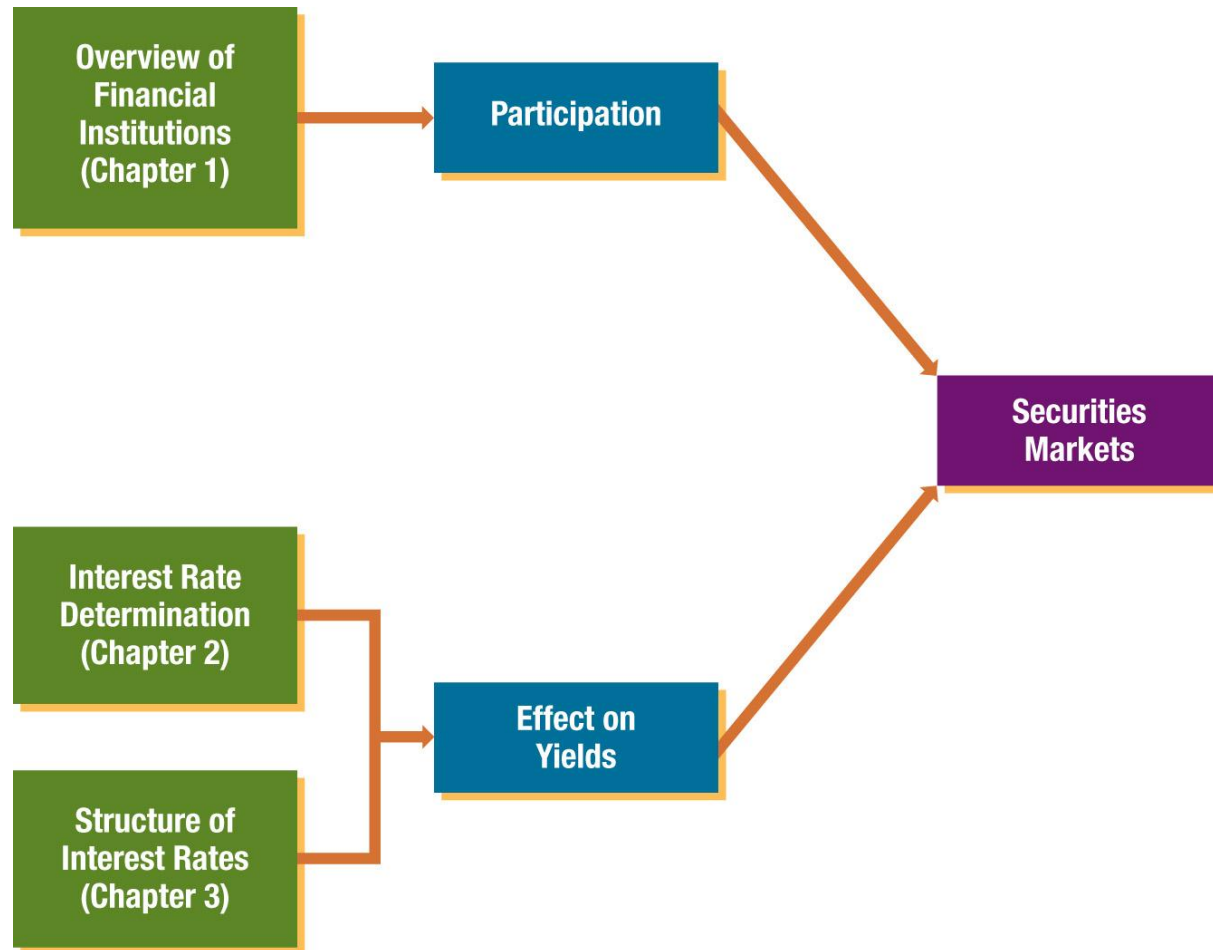 Overview of
Financial
Institutions
(Chapter 1)
Participation
Securities
Markets
Interest Rate
Determination
(Chapter 2)
Effect on
Yields
Structure of
Interest Rates
(Chapter 3)